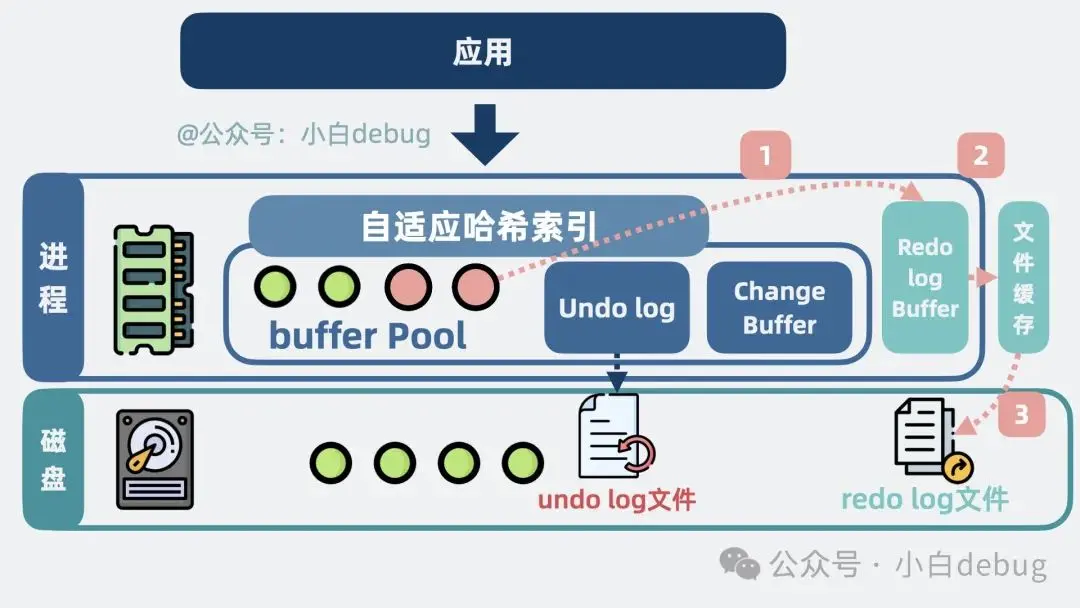 应用
@公众号：小白debug
1
2
进程
自适应哈希索引
buffer Pool
Undo log
Change
Buffer
Redo
log
Buffer
文件缓存
磁盘
undo log文件
3
redo log文件
公众号 · 小白debug